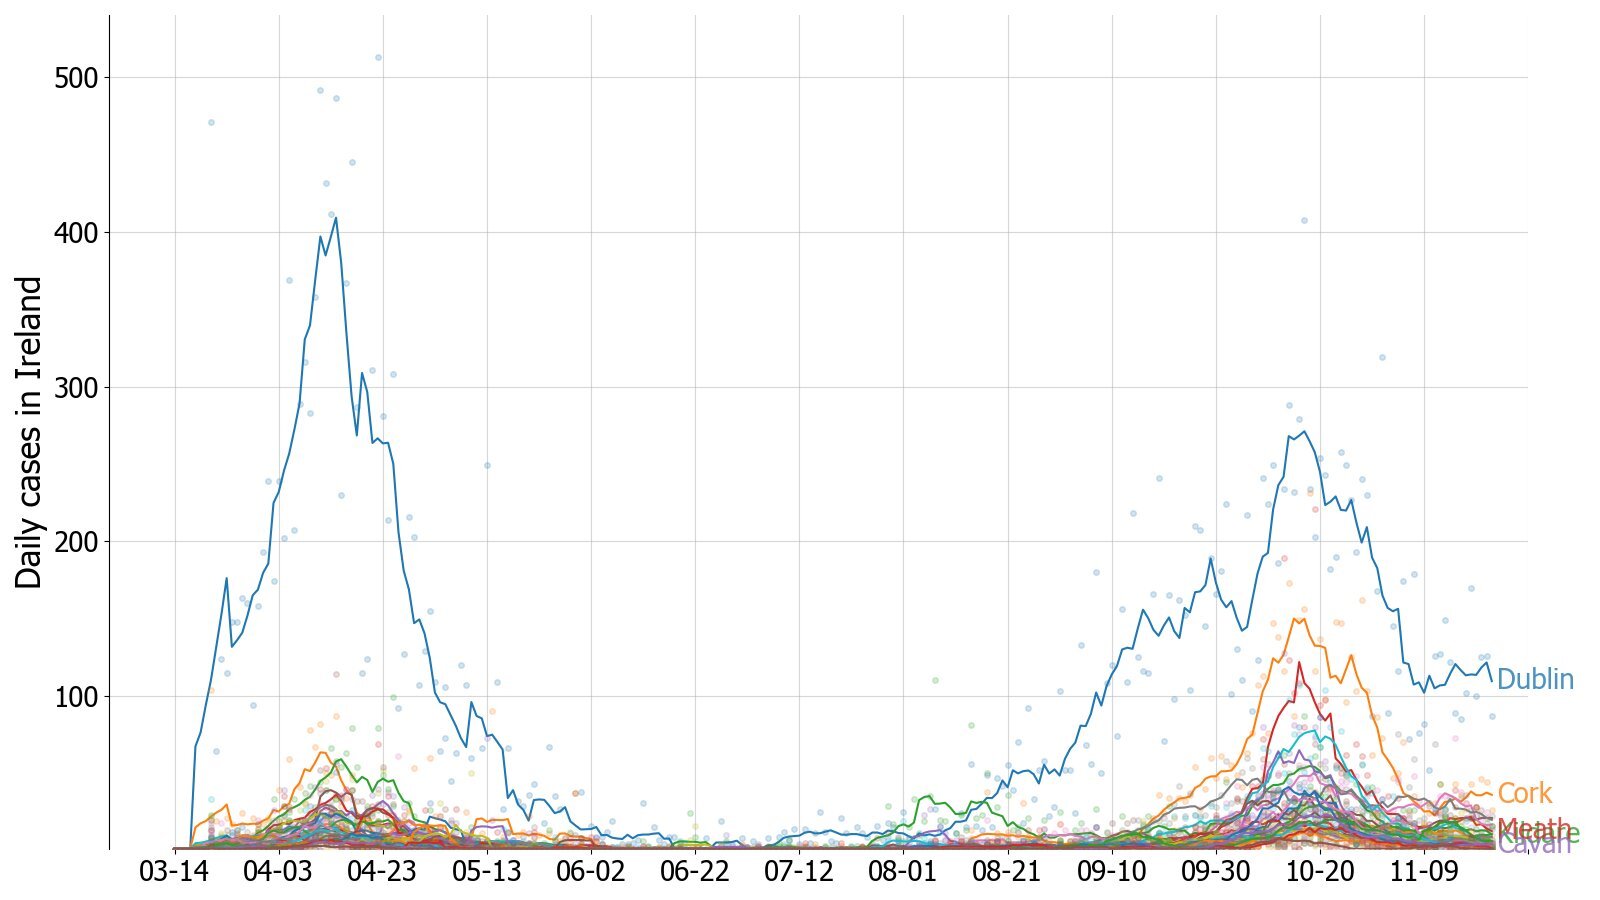 Daily cases in Ireland
500
400
300
200
100
Dublin
Cork
Meath
Kildare
Cavan
03-14 04-03 04-23 05-13 06-02 06-22 07-12 08-01 08-21 09-10 09-30 10-20 11-09